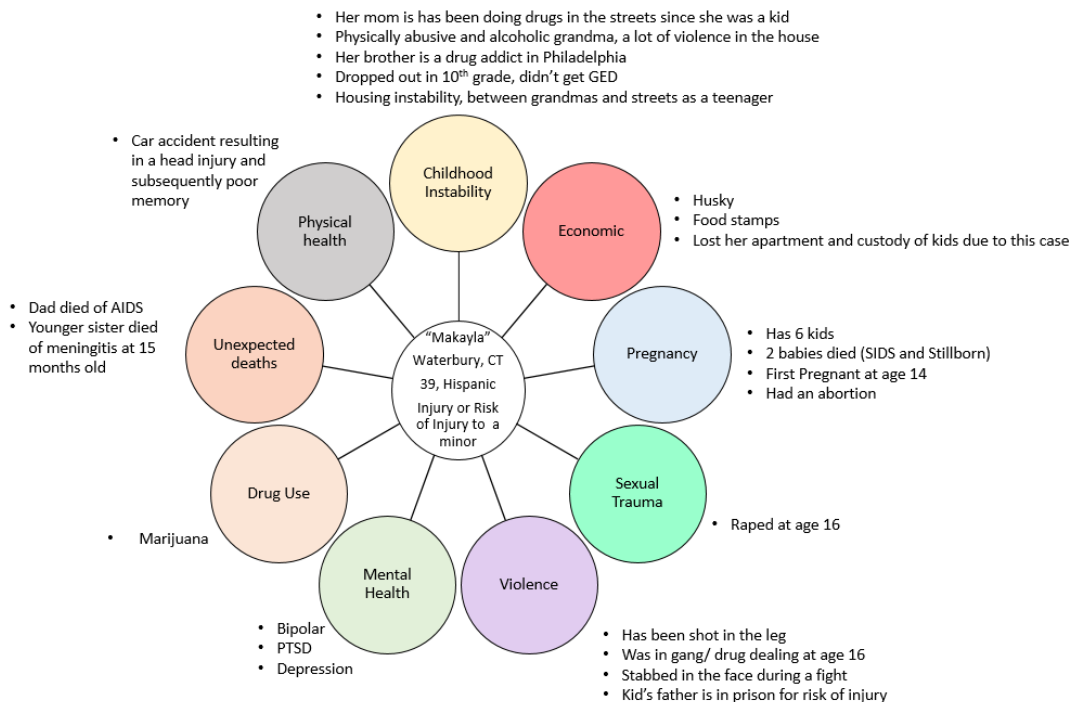 • Her mom is has been doing drugs in the streets since she was a kid
• Physically abusive and alcoholic grandma, a lot of violence in the house
• Her brother is a drug addict in Philadelphia
• Dropped out in 10th grade, didn’t get GED
• Housing instability, between grandmas and streets as a teenager
Childhood
Instability
• Car accident resulting
in a head injury and
subsequently poor
memory
Physical
health
Economic
• Husky
• Food stamps
• Lost her apartment and custody of kids due to this case
• Dad died of AIDS
• Younger sister died
of meningitis at 15
months old
Unexpected
deaths
“Makayla”
Waterbury, CT
39, Hispanic
Injury or Risk
of Injury to a
minor
Pregnancy
• Has 6 kids
• 2 babies died (SIDS and Stillborn)
• First Pregnant at age 14
• Had an abortion
Drug Use
• Marijuana
Sexual
Trauma
• Raped at age 16
Mental
Health
• Bipolar
• PTSD
• Depression
Violence
• Has been shot in the leg
• Was in gang/ drug dealing at age 16
• Stabbed in the face during a fight
• Kid’s father is in prison for risk of injury